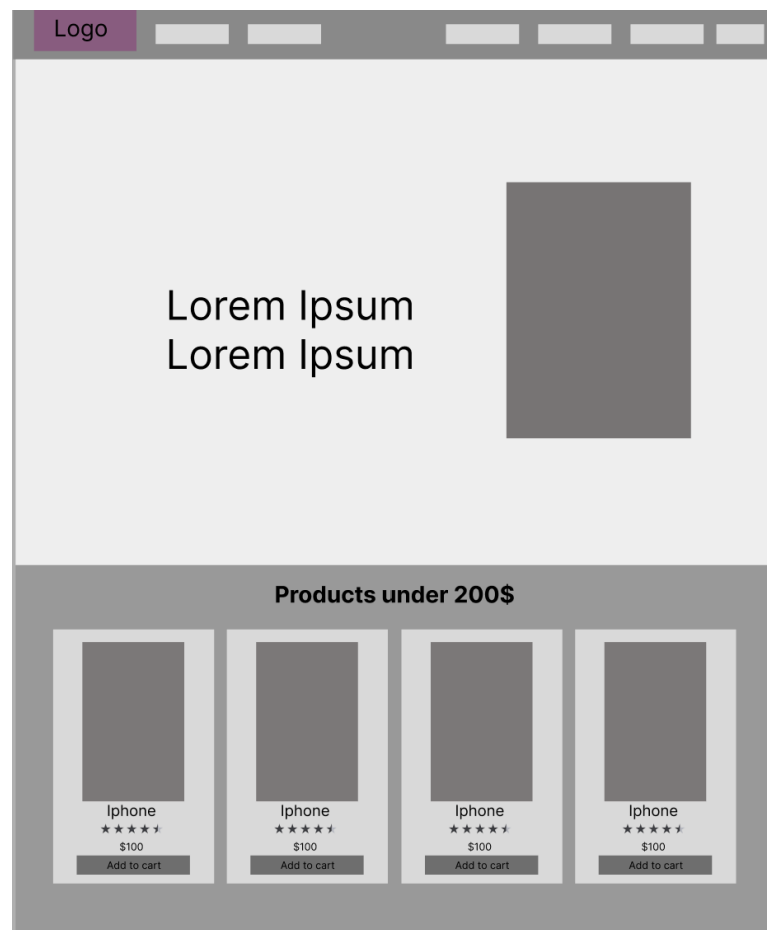 Logo
Lorem Ipsum
Lorem Ipsum
Products under 200$
Iphone
★★★★⯨
$100
Add to cart
Iphone
★★★★⯨
$100
Add to cart
Iphone
★★★★⯨
$100
Add to cart
Iphone
★★★★⯨
$100
Add to cart